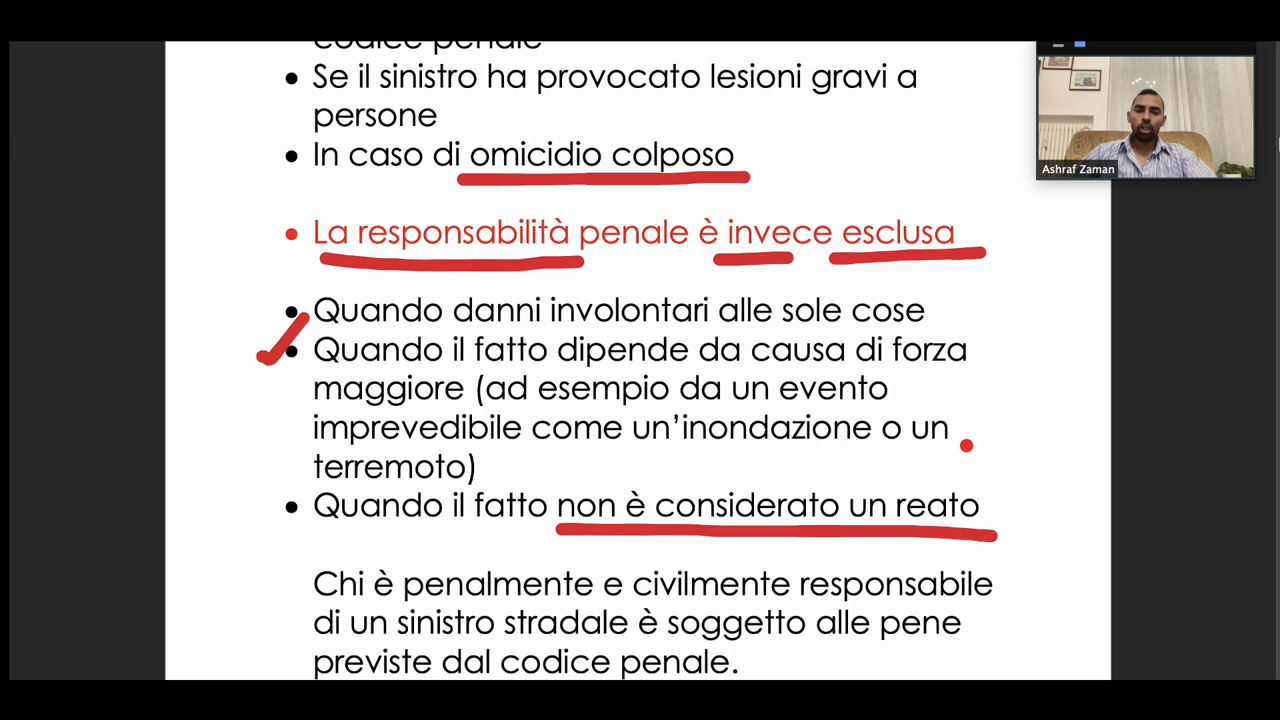 codice penale
• Se il sinistro ha provocato lesioni gravi a
persone
• In caso di omicidio colposo
• La responsabilità penale è invece esclusa
• Quando danni involontari alle sole cose
• Quando il fatto dipende da causa di forza
maggiore (ad esempio da un evento
imprevedibile come un’inondazione o un
terremoto)
• Quando il fatto non è considerato un reato
Chi è penalmente e civilmente responsabile
di un sinistro stradale è soggetto alle pene
previste dal codice penale.
Ashraf Zaman